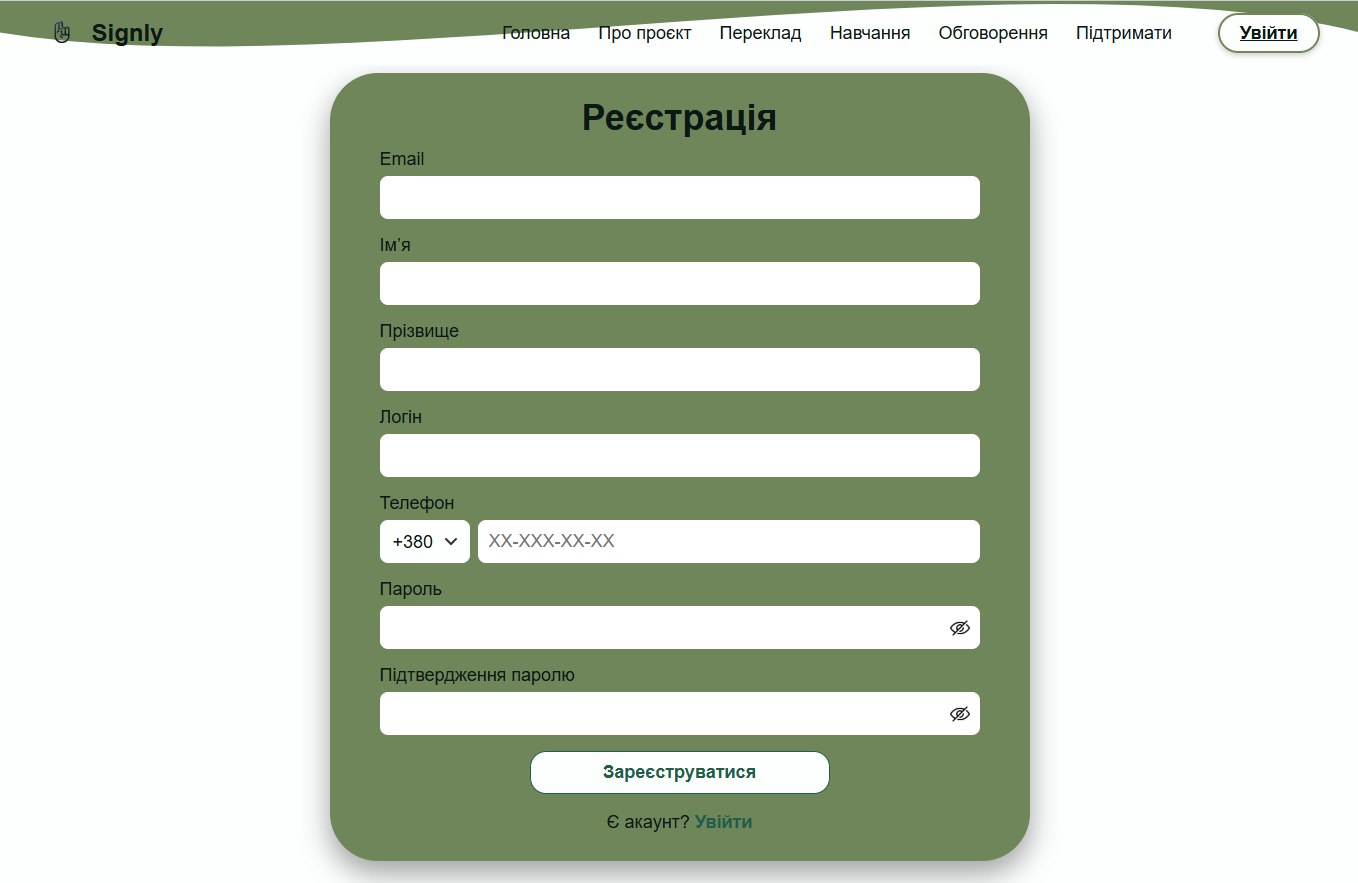 Signly
Головна Про проєкт Переклад Навчання Обговорення Підтримати Увійти
Реєстрація
Email
Ім’я
Прізвище
Логін
Телефон
+380 XX-XXX-XX-XX
Пароль
Підтвердження паролю
Зареєструватися
Є акаунт? Увійти